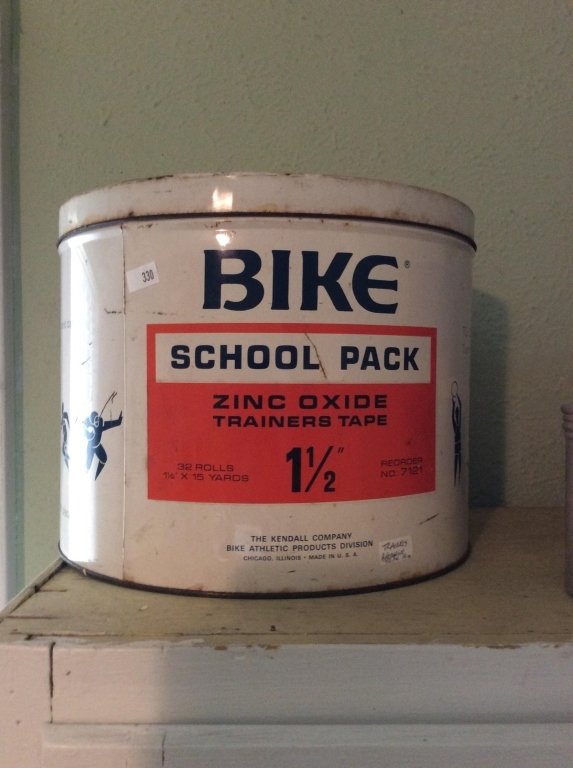 BIKE®
330
SCHOOL PACK
ZINC OXIDE
TRAINERS TAPE
32 ROLLS
1½" X 15 YARDS
1½"
REORDER
NO. 7121
THE KENDALL COMPANY
BIKE ATHLETIC PRODUCTS DIVISION
CHICAGO, ILLINOIS • MADE IN U. S. A.